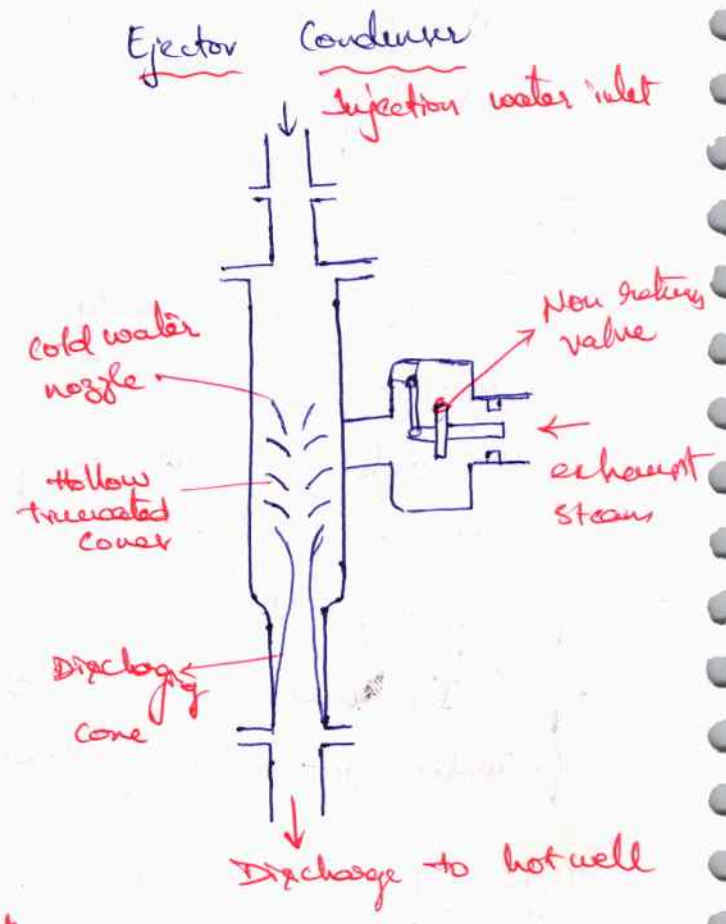 Ejector Condenser
Injection water inlet
Non return
valve
Cold water
nozzle
exhaust
steam
Hollow
truncated
cones
Discharging
cone
Discharge to hotwell